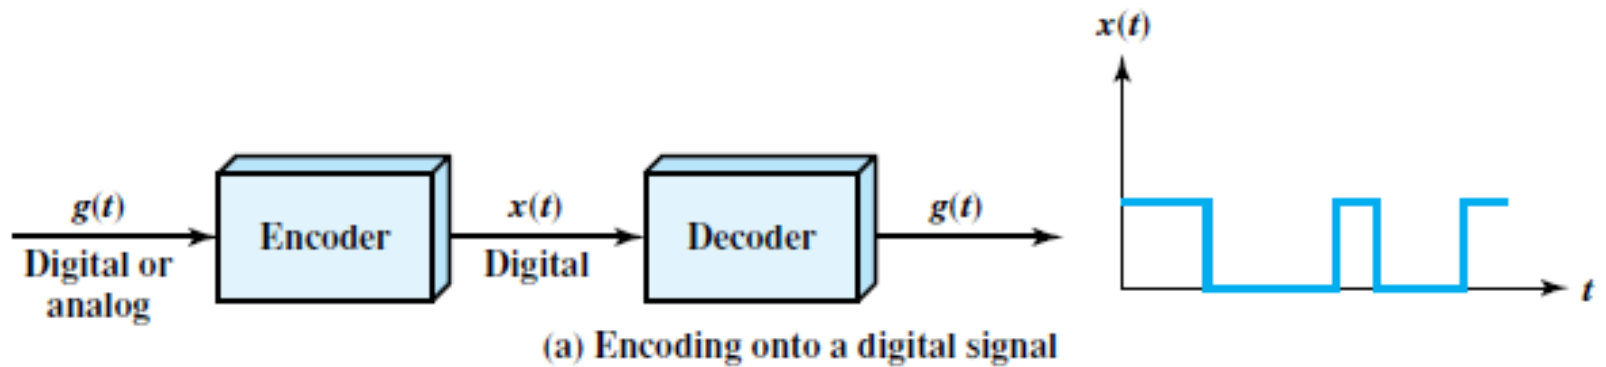 x(t)
g(t)
Digital or
analog
Encoder
x(t)
Digital
Decoder
g(t)
t
(a) Encoding onto a digital signal